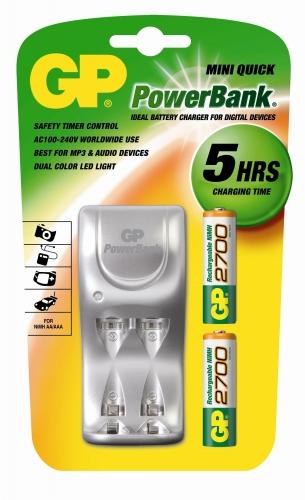 GP
MINI QUICK
PowerBank®
IDEAL BATTERY CHARGER FOR DIGITAL DEVICES
SAFETY TIMER CONTROL
AC100-240V WORLDWIDE USE
BEST FOR MP3 & AUDIO DEVICES
DUAL COLOR LED LIGHT
5HRS
CHARGING TIME
GP
PowerBank
FOR
NiMH AA/AAA
GP
2700
Rechargeable NiMH
GP
2700
Rechargeable NiMH